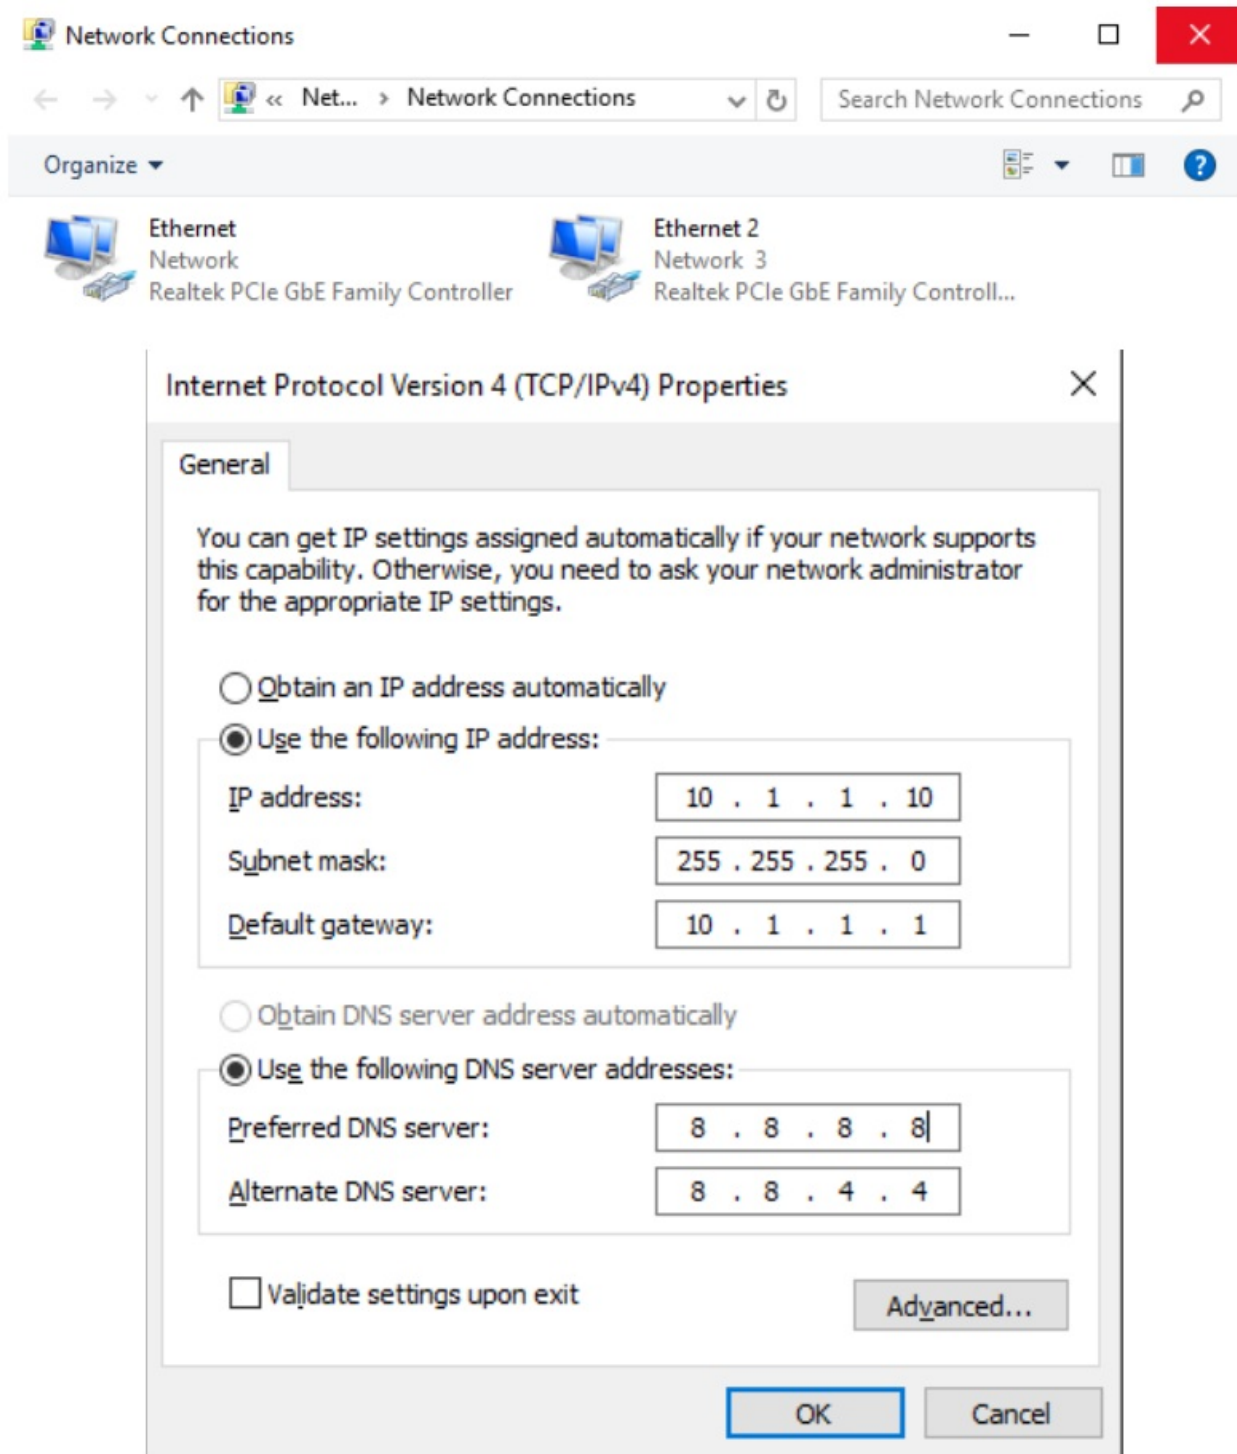 Network Connections
« Net... › Network Connections
Search Network Connections
Organize
Ethernet
Network
Realtek PCIe GbE Family Controller
Ethernet 2
Network 3
Realtek PCIe GbE Family Controll...
Internet Protocol Version 4 (TCP/IPv4) Properties
General
You can get IP settings assigned automatically if your network supports
this capability. Otherwise, you need to ask your network administrator
for the appropriate IP settings.
Obtain an IP address automatically
Use the following IP address:
IP address: 10 . 1 . 1 . 10
Subnet mask: 255 . 255 . 255 . 0
Default gateway: 10 . 1 . 1 . 1
Obtain DNS server address automatically
Use the following DNS server addresses:
Preferred DNS server: 8 . 8 . 8 . 8
Alternate DNS server: 8 . 8 . 4 . 4
Validate settings upon exit
Advanced...
OK
Cancel